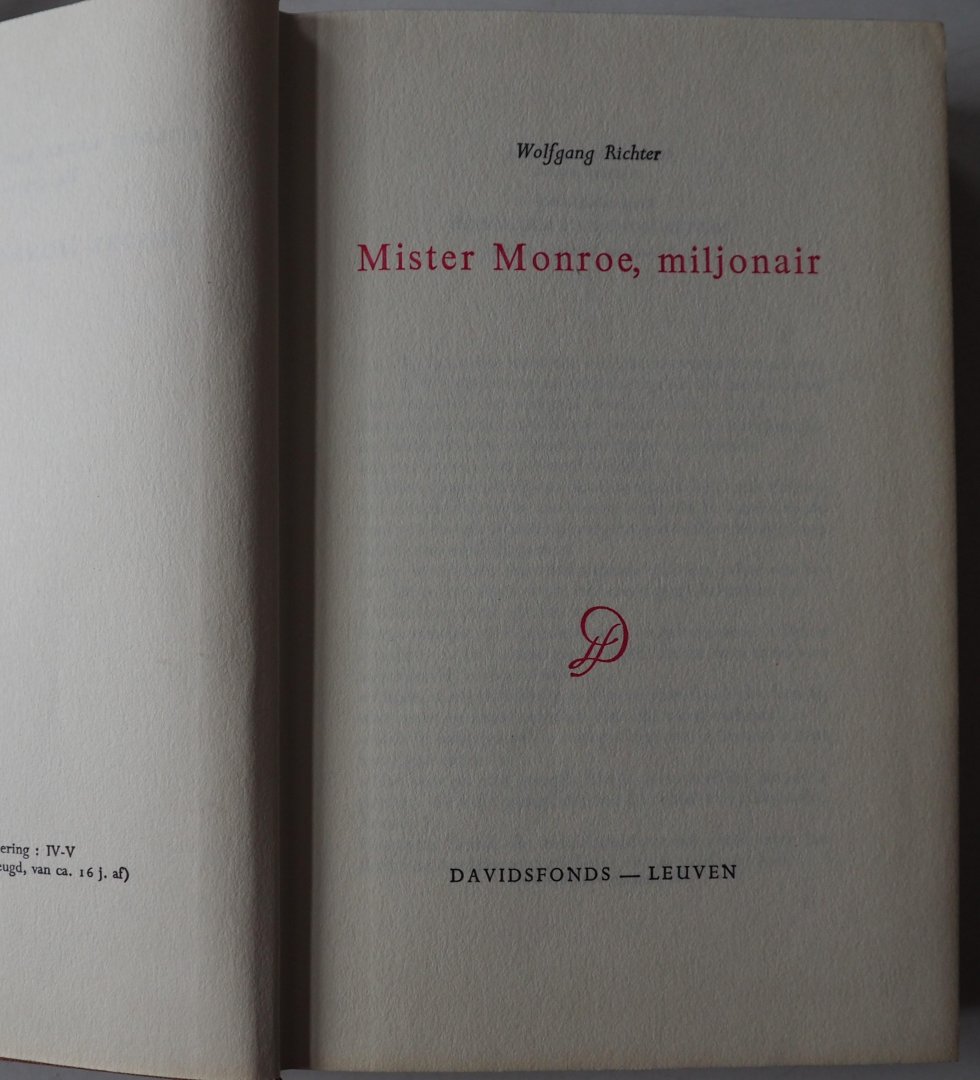 ering : IV-V
eugd, van ca. 16 j. af)
Wolfgang Richter
Mister Monroe, miljonair
DAVIDSFONDS — LEUVEN